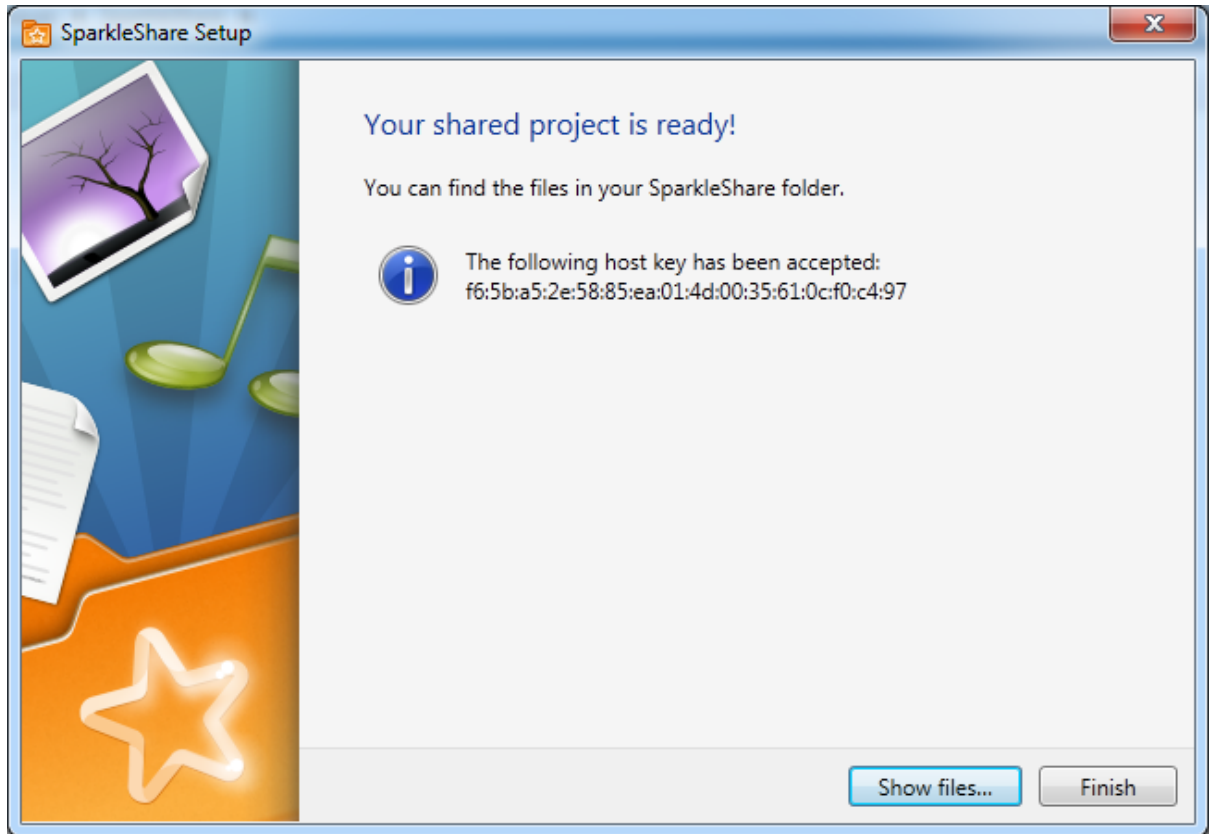 SparkleShare Setup
Your shared project is ready!
You can find the files in your SparkleShare folder.
The following host key has been accepted:
f6:5b:a5:2e:58:85:ea:01:4d:00:35:61:0c:f0:c4:97
Show files...
Finish